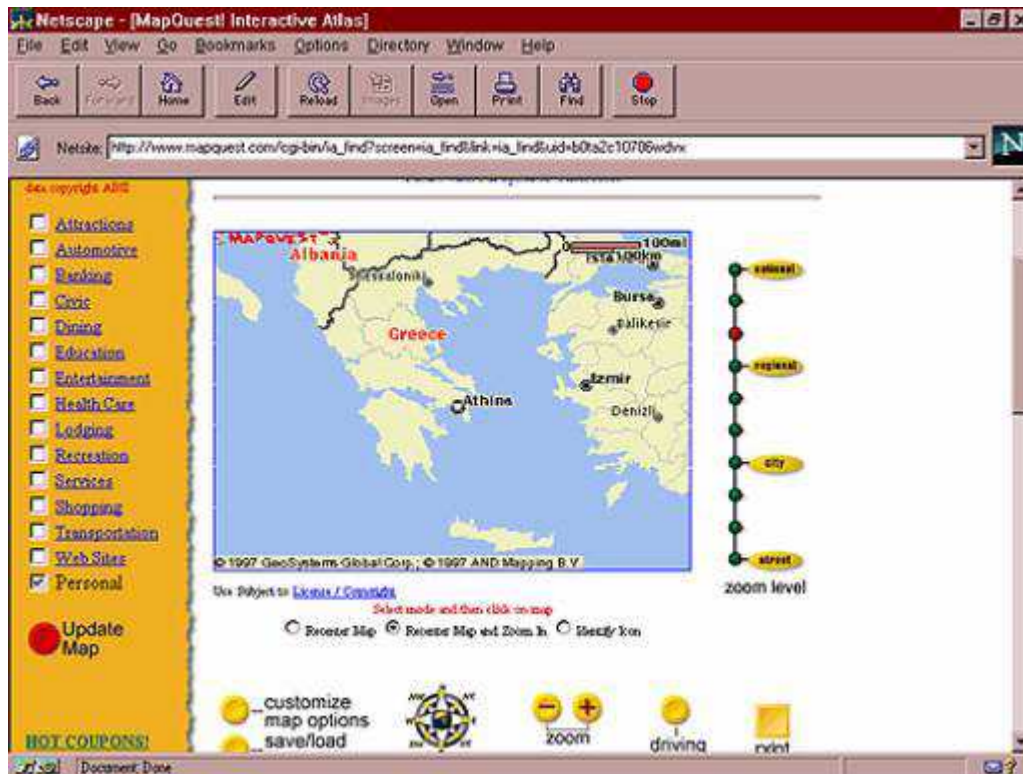 Netscape - [MapQuest! Interactive Atlas]
File Edit View Go Bookmarks Options Directory Window Help
Back Forward Home Edit Reload Images Open Print Find Stop
Netsite: http://www.mapquest.com/cgi-bin/ia_find?screen=ia_find&link=ia_find&uid=b0ta2c10706wdvx
data copyright ADG
Attractions
Automotive
Banking
Civic
Dining
Education
Entertainment
Health Care
Lodging
Recreation
Services
Shopping
Transportation
Web Sites
Personal
Update
Map
HOT COUPONS!
MAPQUEST
100mi
100km
Albania
Thessaloniki
Ista
Bursa
Greece
Balikesir
Izmir
Athina
Denizli
© 1997 GeoSystems Global Corp.; © 1997 AND Mapping B.V.
national
regional
city
street
zoom level
Use Subject to License / Copyright
Select mode and then click on map
Recenter Map Recenter Map and Zoom In Identify Icon
customize
map options
save/load
zoom
driving
print
Document: Done